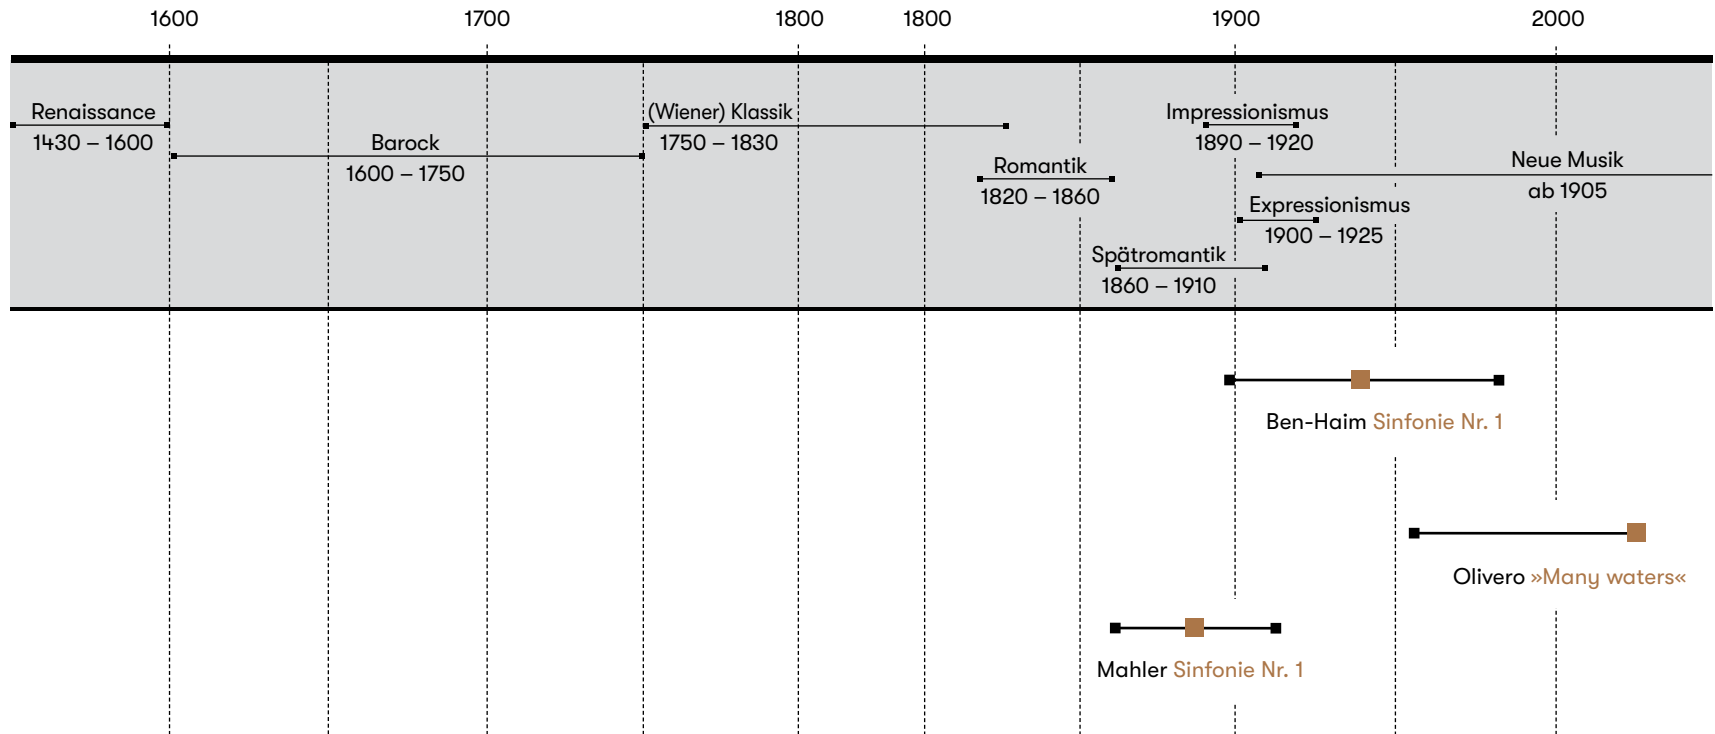 1600 1700 1800 1800 1900 2000
Renaissance
1430 – 1600
Barock
1600 – 1750
(Wiener) Klassik
1750 – 1830
Romantik
1820 – 1860
Spätromantik
1860 – 1910
Impressionismus
1890 – 1920
Expressionismus
1900 – 1925
Neue Musik
ab 1905
Ben-Haim Sinfonie Nr. 1
Olivero »Many waters«
Mahler Sinfonie Nr. 1